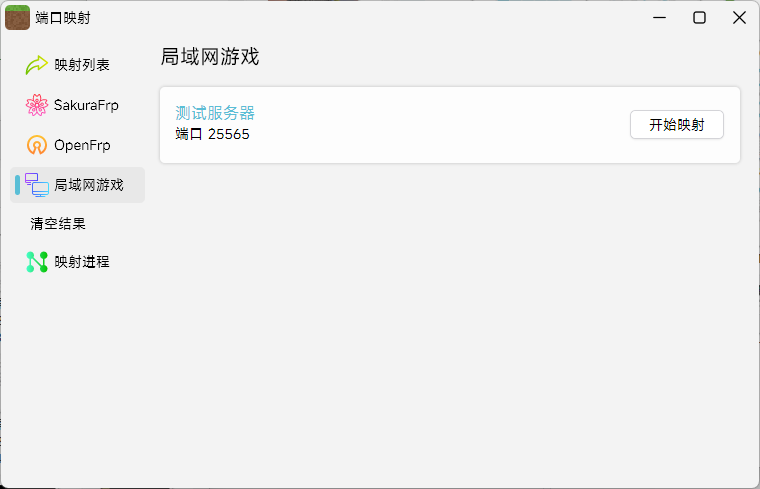 端口映射
映射列表
SakuraFrp
OpenFrp
局域网游戏
清空结果
映射进程
局域网游戏
测试服务器
端口 25565
开始映射